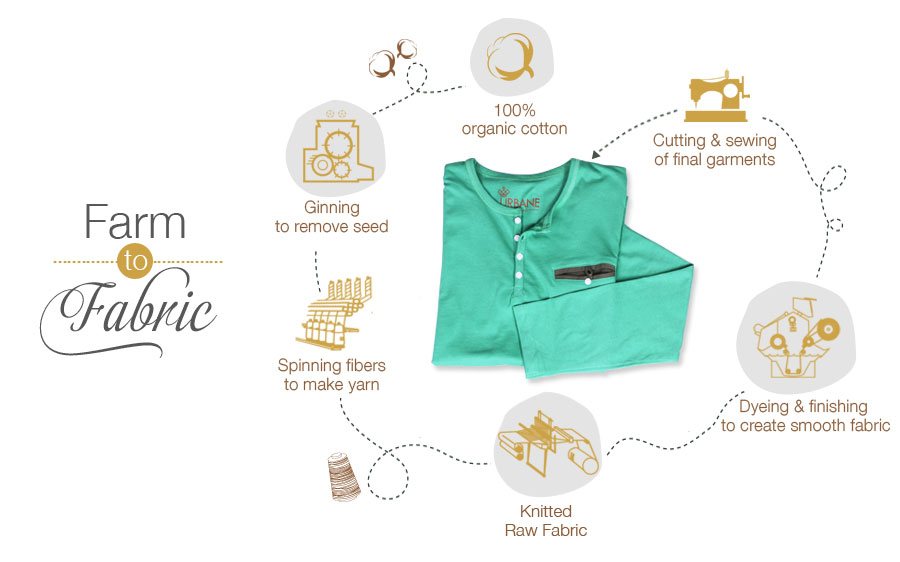 Farm
to
Fabric
100%
organic cotton
Ginning
to remove seed
Spinning fibers
to make yarn
Knitted
Raw Fabric
Dyeing & finishing
to create smooth fabric
Cutting & sewing
of final garments
URBANE